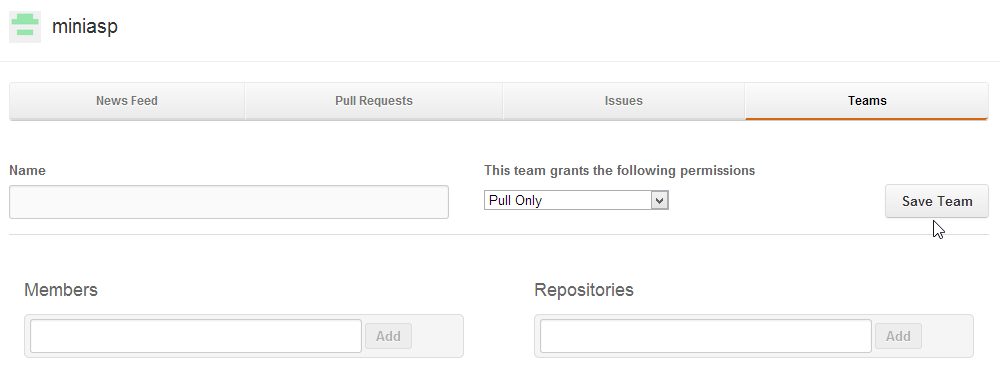 miniasp
News Feed Pull Requests Issues Teams
Name This team grants the following permissions
Pull Only Save Team
Members Repositories
Add Add